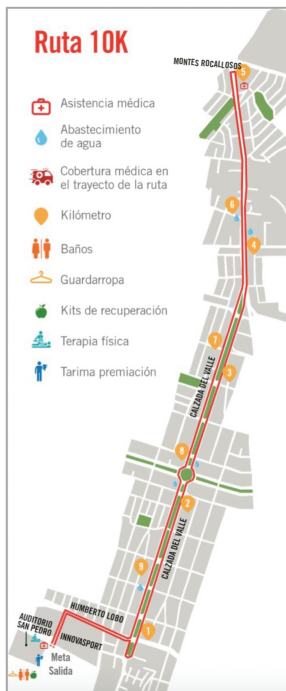 Ruta 10K
MONTES ROCALLOSOS
5
Asistencia médica
Abastecimiento
de agua
Cobertura médica en
el trayecto de la ruta
Kilómetro
Baños
Guardarropa
Kits de recuperación
Terapia física
Tarima premiación
6
4
7
3
CALZADA DEL VALLE
8
2
CALZADA DEL VALLE
9
1
HUMBERTO LOBO
AUDITORIO
SAN PEDRO
INNOVASPORT
Meta
Salida